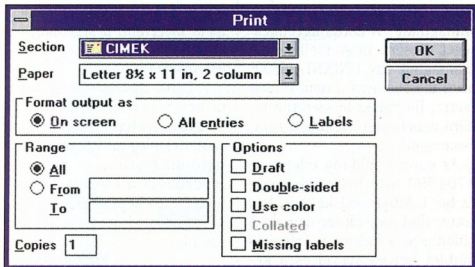 Print
Section CIMEK OK
Paper Letter 8½ x 11 in, 2 column Cancel
Format output as
On screen All entries Labels
Range Options
All Draft
From Double-sided
To Use color
Collated
Copies 1 Missing labels